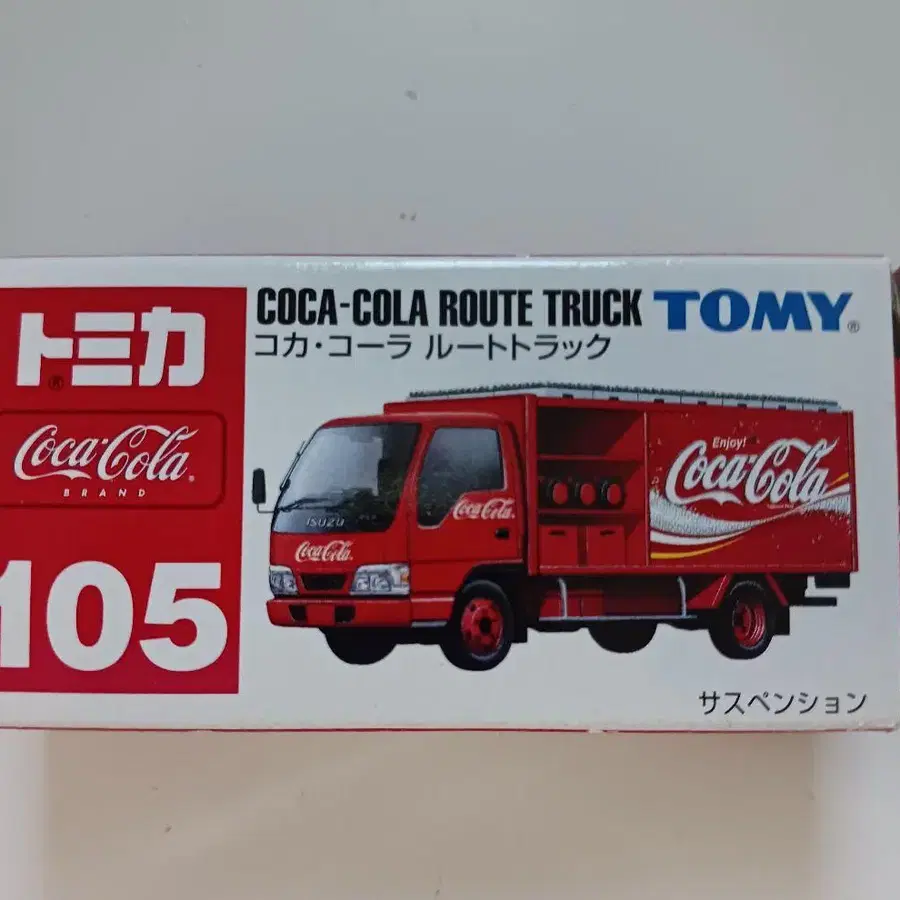 トミカ®
Coca-Cola®
BRAND
105
COCA-COLA ROUTE TRUCK
コカ・コーラ ルートトラック
TOMY®
ISUZU
Coca-Cola
Coca-Cola
Enjoy!
Coca-Cola
サスペンション